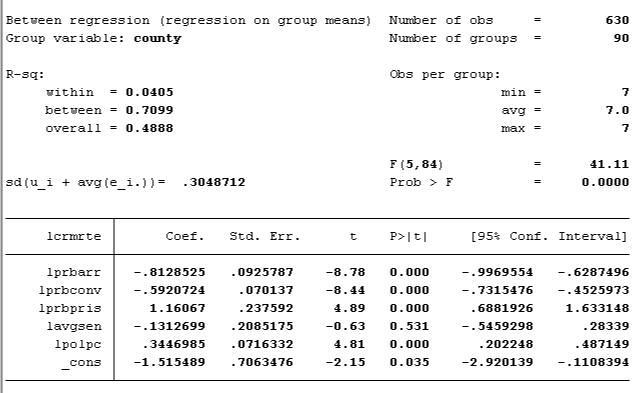 Between regression (regression on group means) Number of obs = 630
Group variable: county Number of groups = 90
R-sq: Obs per group:
within = 0.0405 min = 7
between = 0.7099 avg = 7.0
overall = 0.4888 max = 7
F(5,84) = 41.11
sd(u_i + avg(e_i.))= .3048712 Prob > F = 0.0000
lcrmrte Coef. Std. Err. t P>|t| [95% Conf. Interval]
lprbarr -.8128525 .0925787 -8.78 0.000 -.9969554 -.6287496
lprbconv -.5920724 .070137 -8.44 0.000 -.7315476 -.4525973
lprbpris 1.16067 .237592 4.89 0.000 .6881926 1.633148
lavgsen -.1312699 .2085175 -0.63 0.531 -.5459298 .28339
lpolpc .3446985 .0716332 4.81 0.000 .202248 .487149
_cons -1.515489 .7063476 -2.15 0.035 -2.920139 -.1108394